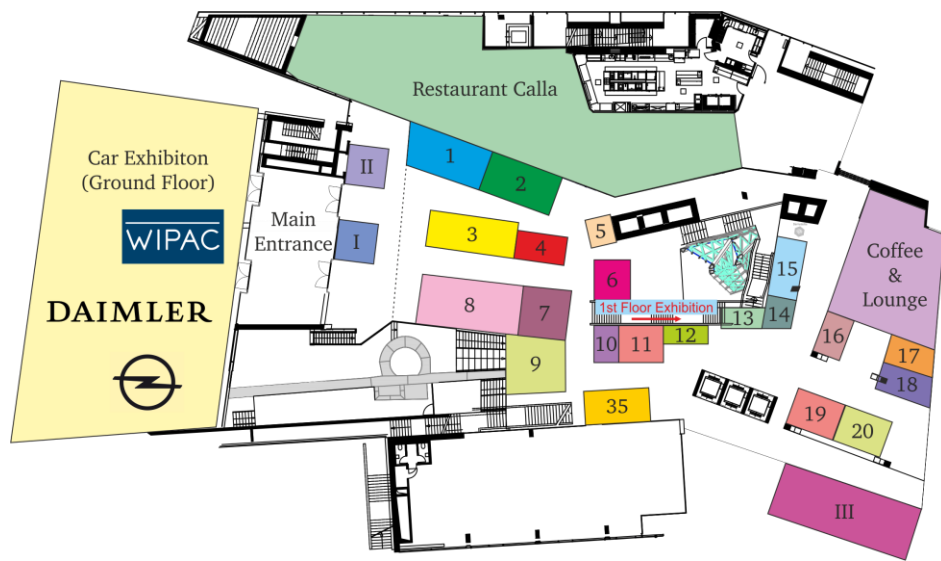 Restaurant Calla
Car Exhibiton
(Ground Floor)
WIPAC
DAIMLER
Main
Entrance
II
I
1
2
3
4
5
6
7
8
9
1st Floor Exhibition
10
11
12
13
14
15
Coffee
&
Lounge
16
17
18
19
20
35
III